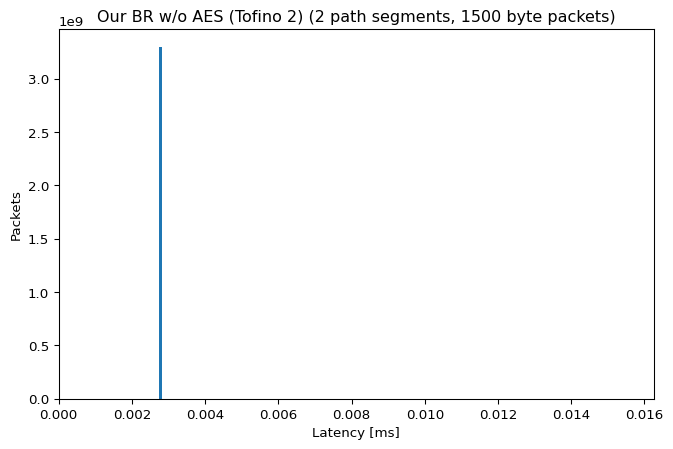 Our BR w/o AES (Tofino 2) (2 path segments, 1500 byte packets)
1e9
3.0
2.5
2.0
1.5
1.0
0.5
0.0
Packets
0.000 0.002 0.004 0.006 0.008 0.010 0.012 0.014 0.016
Latency [ms]